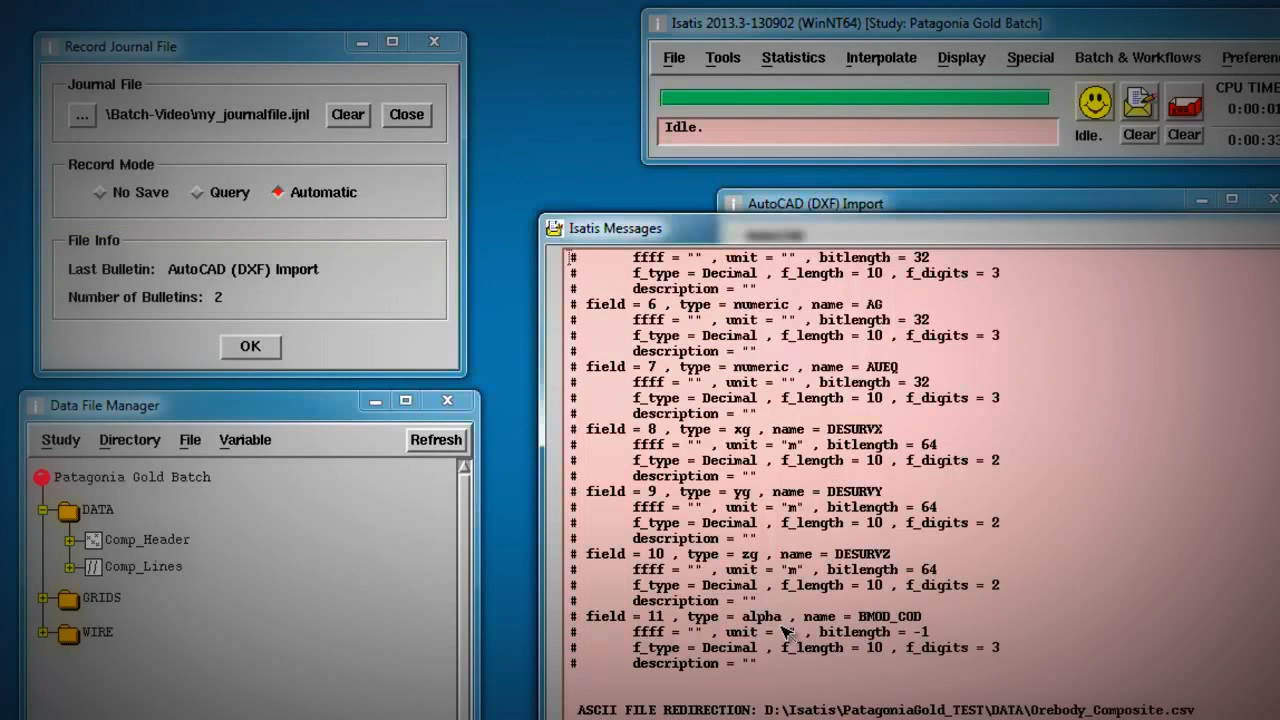 Record Journal File
Journal File
... \Batch-Video\my_journalfile.ijnl Clear Close
Record Mode
No Save Query Automatic
File Info
Last Bulletin: AutoCAD (DXF) Import
Number of Bulletins: 2
OK
Data File Manager
Study Directory File Variable Refresh
Patagonia Gold Batch
DATA
Comp_Header
Comp_Lines
GRIDS
WIRE
Isatis 2013.3-130902 (WinNT64) [Study: Patagonia Gold Batch]
File Tools Statistics Interpolate Display Special Batch & Workflows Preferen
CPU TIME
0:00:01
Idle.
Idle. Clear Clear
0:00:33
AutoCAD (DXF) Import
Isatis Messages
# ffff = "" , unit = "" , bitlength = 32
# f_type = Decimal , f_length = 10 , f_digits = 3
# description = ""
# field = 6 , type = numeric , name = AG
# ffff = "" , unit = "" , bitlength = 32
# f_type = Decimal , f_length = 10 , f_digits = 3
# description = ""
# field = 7 , type = numeric , name = AUEQ
# ffff = "" , unit = "" , bitlength = 32
# f_type = Decimal , f_length = 10 , f_digits = 3
# description = ""
# field = 8 , type = xg , name = DESURVX
# ffff = "" , unit = "m" , bitlength = 64
# f_type = Decimal , f_length = 10 , f_digits = 2
# description = ""
# field = 9 , type = yg , name = DESURVY
# ffff = "" , unit = "m" , bitlength = 64
# f_type = Decimal , f_length = 10 , f_digits = 2
# description = ""
# field = 10 , type = zg , name = DESURVZ
# ffff = "" , unit = "m" , bitlength = 64
# f_type = Decimal , f_length = 10 , f_digits = 2
# description = ""
# field = 11 , type = alpha , name = BMOD_COD
# ffff = "" , unit = "" , bitlength = -1
# f_type = Decimal , f_length = 10 , f_digits = 3
# description = ""
ASCII FILE REDIRECTION: D:\Isatis\PatagoniaGold_TEST\DATA\Orebody_Composite.csv